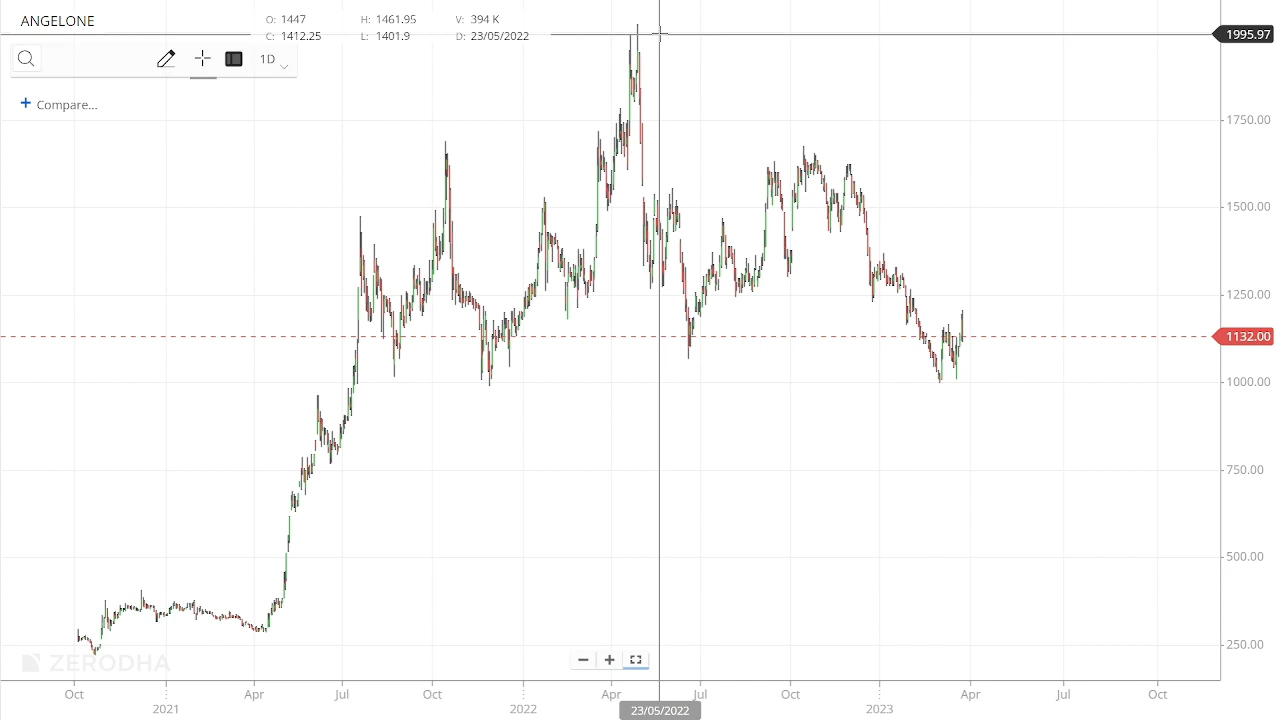 ANGELONE
O: 1447 H: 1461.95 V: 394 K
C: 1412.25 L: 1401.9 D: 23/05/2022
1D
+ Compare...
1995.97
1750.00
1500.00
1250.00
1132.00
1000.00
750.00
500.00
250.00
ZERODHA
Oct Apr Jul Oct Apr Jul Oct Apr Jul Oct
2021 2022 23/05/2022 2023